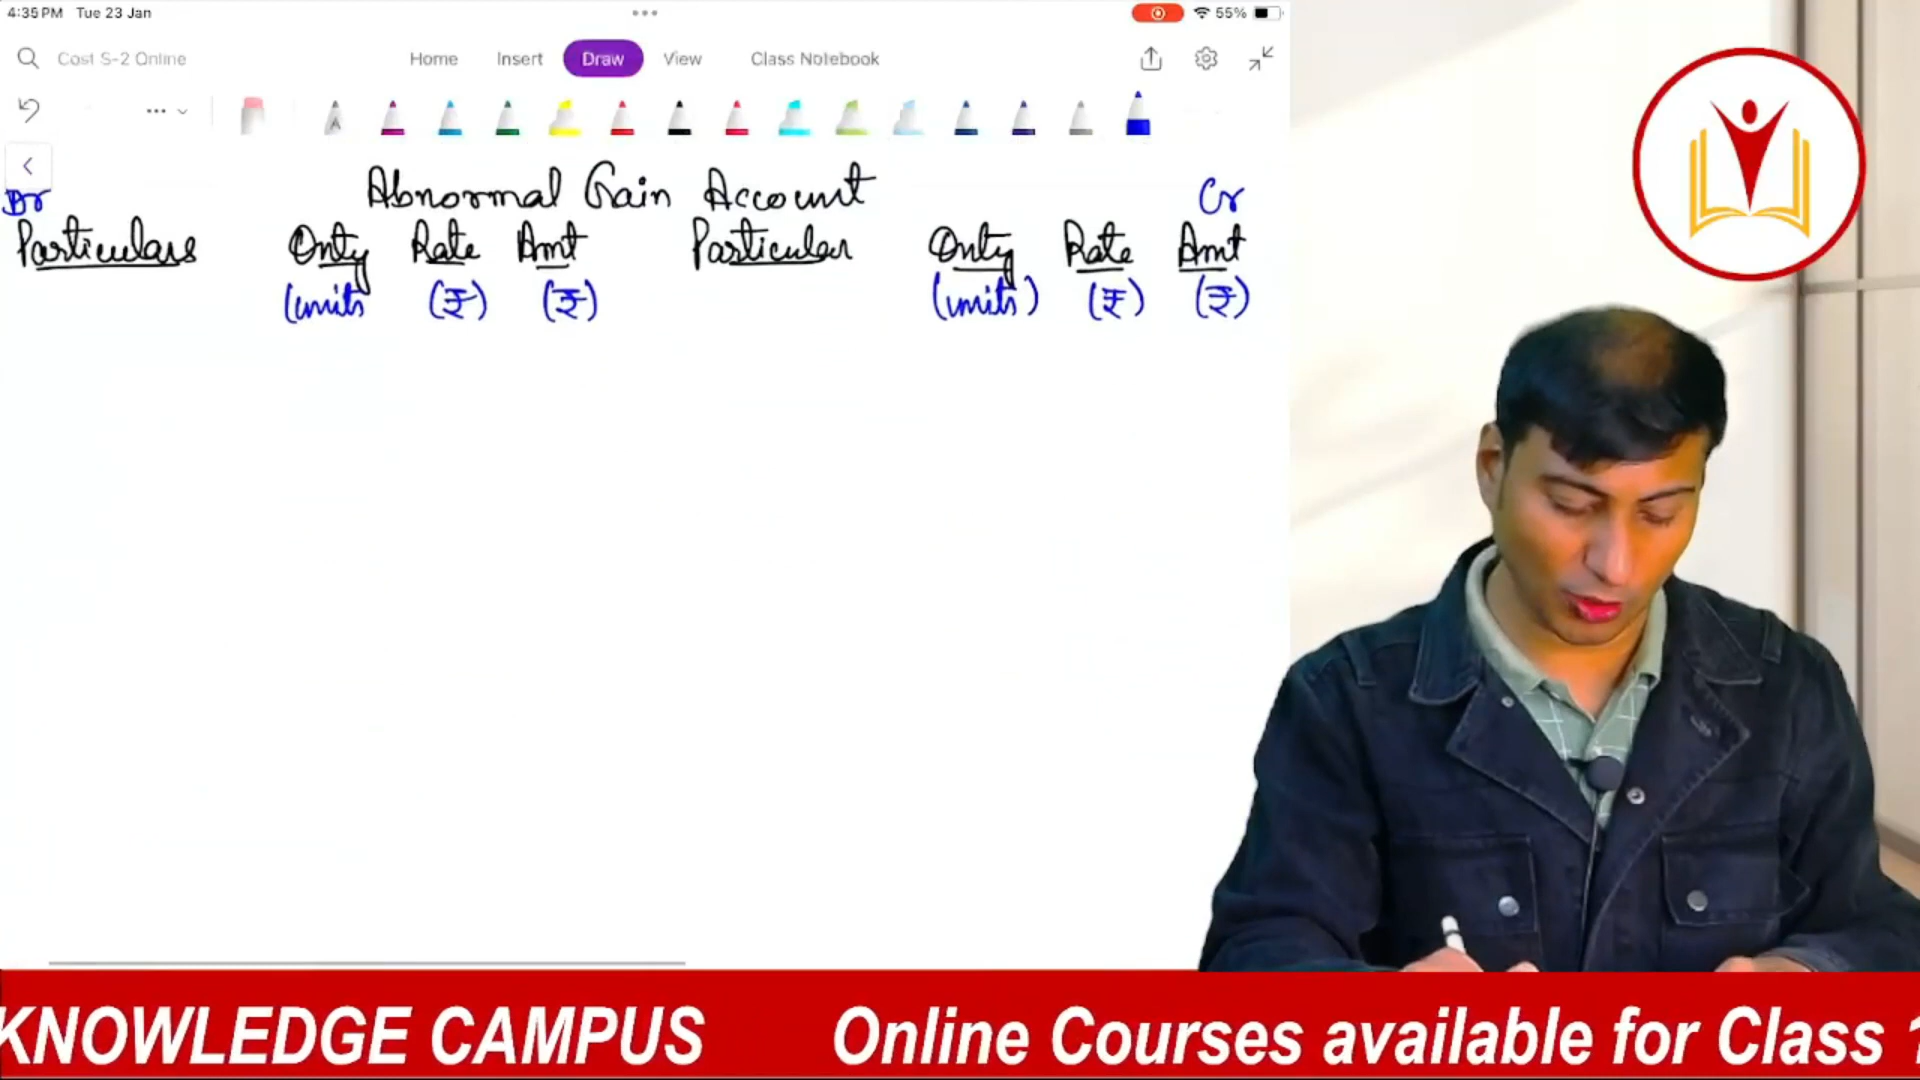 4:35 PM Tue 23 Jan
55%
Cost S-2 Online
Home Insert Draw View Class Notebook
Abnormal Gain Account
Dr Cr
Particulars Qnty Rate Amt Particular Qnty Rate Amt
(units (₹) (₹) (units) (₹) (₹)
KNOWLEDGE CAMPUS Online Courses available for Class 1